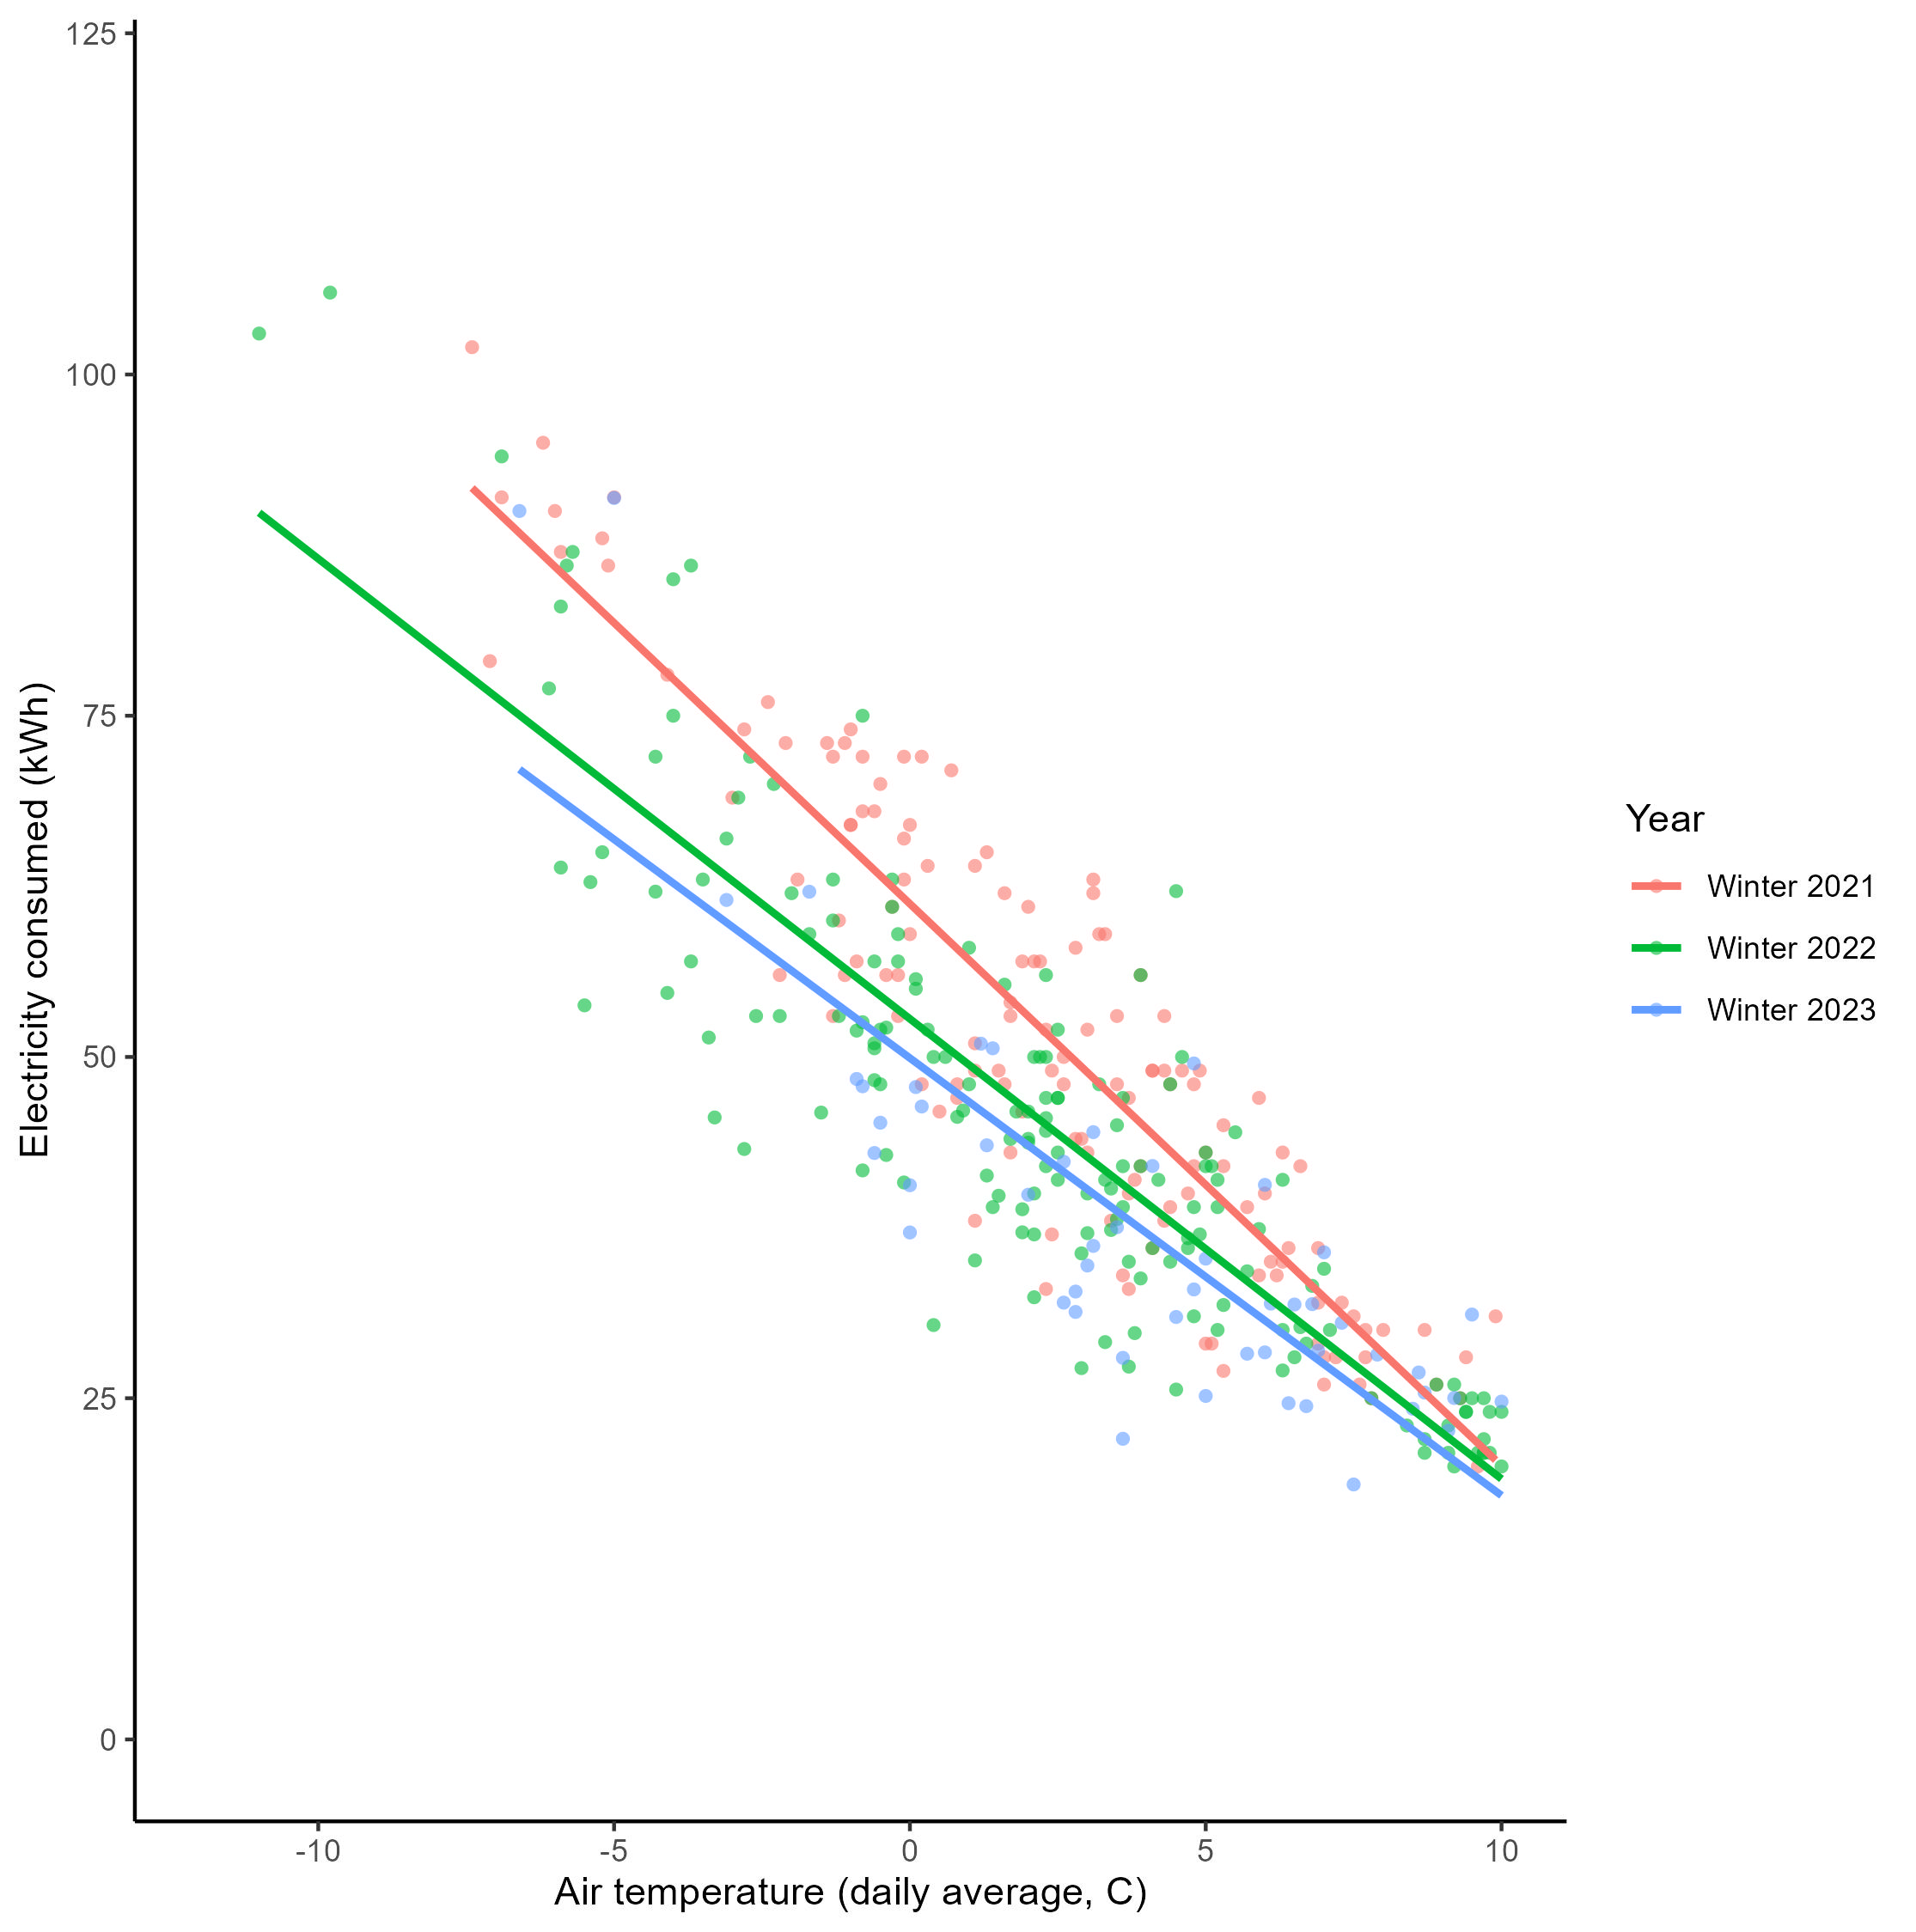 125
100
75
50
25
0
Electricity consumed (kWh)
-10 -5 0 5 10
Air temperature (daily average, C)
Year
Winter 2021
Winter 2022
Winter 2023